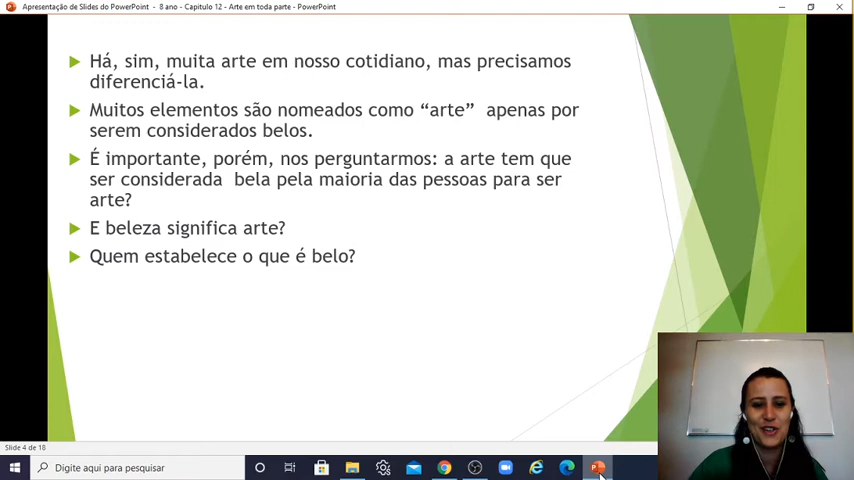 Apresentação de Slides do PowerPoint - 8 ano - Capitulo 12 - Arte em toda parte - PowerPoint
Há, sim, muita arte em nosso cotidiano, mas precisamos
diferenciá-la.
Muitos elementos são nomeados como “arte” apenas por
serem considerados belos.
É importante, porém, nos perguntarmos: a arte tem que
ser considerada bela pela maioria das pessoas para ser
arte?
E beleza significa arte?
Quem estabelece o que é belo?
Slide 4 de 18
Digite aqui para pesquisar